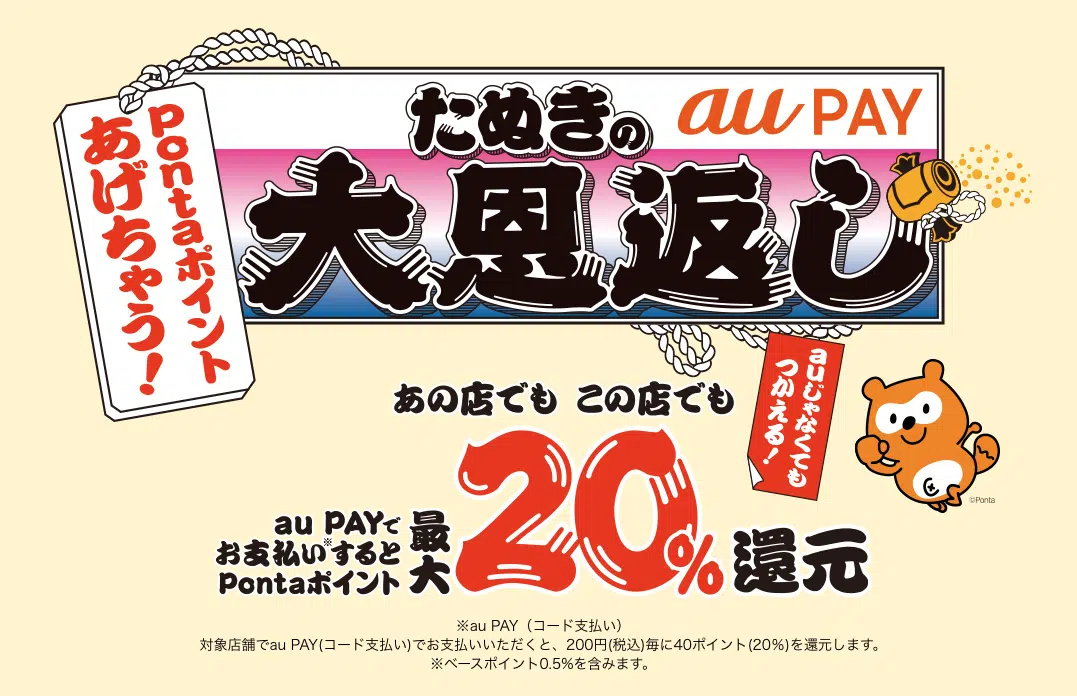 Pontaポイント
あげちゃう！
たぬきの
au PAY
大恩返し
auじゃなくても
つかえる！
あの店でも この店でも
au PAYで
お支払い※すると
Pontaポイント
最大
20%還元
©Ponta
※au PAY（コード支払い）
対象店舗でau PAY(コード支払い)でお支払いいただくと、200円(税込)毎に40ポイント(20%)を還元します。
※ベースポイント0.5%を含みます。